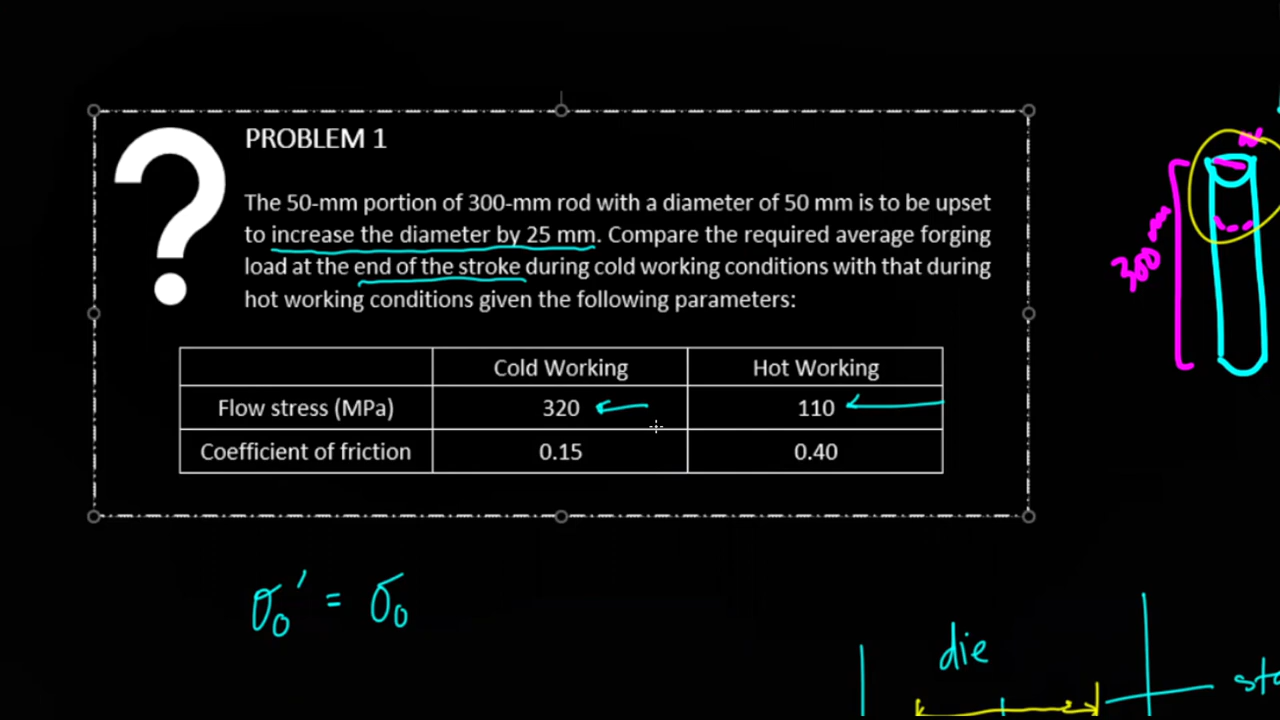 PROBLEM 1
The 50-mm portion of 300-mm rod with a diameter of 50 mm is to be upset
to increase the diameter by 25 mm. Compare the required average forging
load at the end of the stroke during cold working conditions with that during
hot working conditions given the following parameters:
Cold Working Hot Working
Flow stress (MPa) 320 110
Coefficient of friction 0.15 0.40
300 mm
σ₀' = σ₀
die